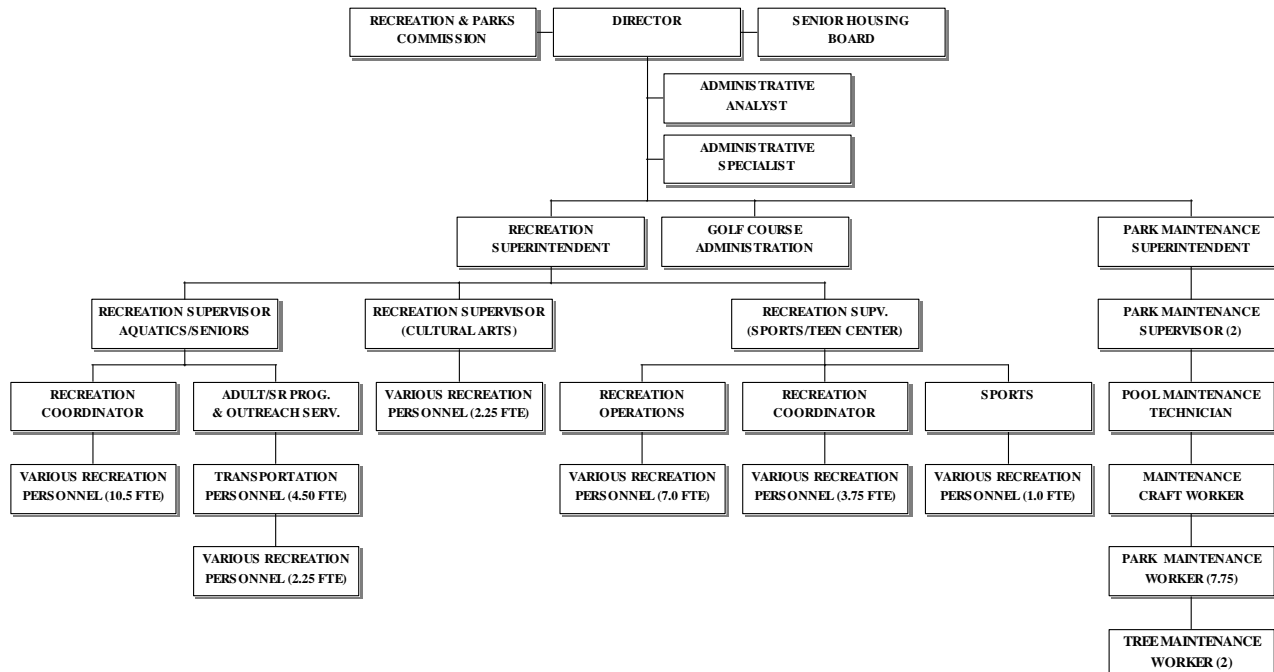 RECREATION & PARKS
COMMISSION
DIRECTOR
SENIOR HOUSING
BOARD
ADMINISTRATIVE
ANALYST
ADMINISTRATIVE
SPECIALIST
RECREATION
SUPERINTENDENT
GOLF COURSE
ADMINISTRATION
PARK MAINTENANCE
SUPERINTENDENT
RECREATION SUPERVISOR
AQUATICS/SENIORS
RECREATION SUPERVISOR
(CULTURAL ARTS)
RECREATION SUPV.
(SPORTS/TEEN CENTER)
PARK MAINTENANCE
SUPERVISOR (2)
RECREATION
COORDINATOR
ADULT/SR PROG.
& OUTREACH SERV.
VARIOUS RECREATION
PERSONNEL (2.25 FTE)
RECREATION
OPERATIONS
RECREATION
COORDINATOR
SPORTS
POOL MAINTENANCE
TECHNICIAN
VARIOUS RECREATION
PERSONNEL (10.5 FTE)
TRANSPORTATION
PERSONNEL (4.50 FTE)
VARIOUS RECREATION
PERSONNEL (7.0 FTE)
VARIOUS RECREATION
PERSONNEL (3.75 FTE)
VARIOUS RECREATION
PERSONNEL (1.0 FTE)
MAINTENANCE
CRAFT WORKER
VARIOUS RECREATION
PERSONNEL (2.25 FTE)
PARK MAINTENANCE
WORKER (7.75)
TREE MAINTENANCE
WORKER (2)